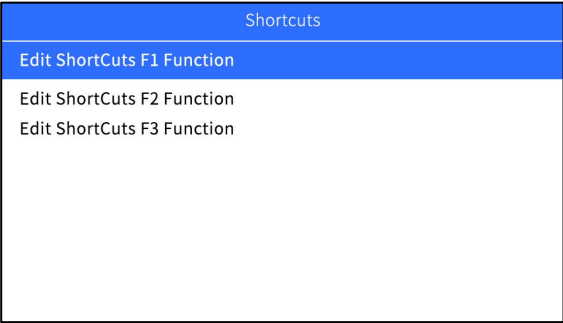 Shortcuts
Edit ShortCuts F1 Function
Edit ShortCuts F2 Function
Edit ShortCuts F3 Function